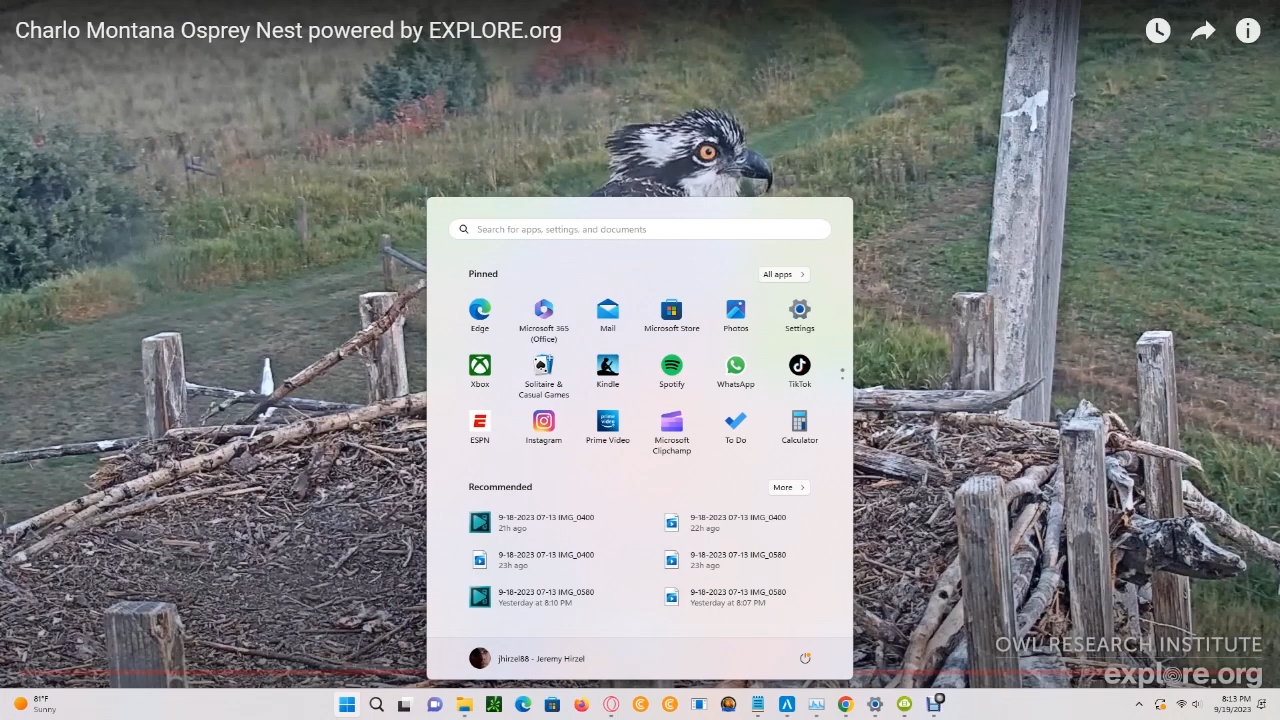 Charlo Montana Osprey Nest powered by EXPLORE.org
Search for apps, settings, and documents
Pinned
All apps
Edge
Microsoft 365 (Office)
Mail
Microsoft Store
Photos
Settings
Xbox
Solitaire & Casual Games
Kindle
Spotify
WhatsApp
TikTok
ESPN
Instagram
prime video
Prime Video
Microsoft Clipchamp
To Do
Calculator
Recommended
More
9-18-2023 07-13 IMG_0400
21h ago
9-18-2023 07-13 IMG_0400
22h ago
9-18-2023 07-13 IMG_0400
23h ago
9-18-2023 07-13 IMG_0580
23h ago
9-18-2023 07-13 IMG_0580
Yesterday at 8:10 PM
9-18-2023 07-13 IMG_0580
Yesterday at 8:07 PM
jhirzel88 - Jeremy Hirzel
OWL RESEARCH INSTITUTE
explore.org
81°F
Sunny
8:13 PM
9/19/2023